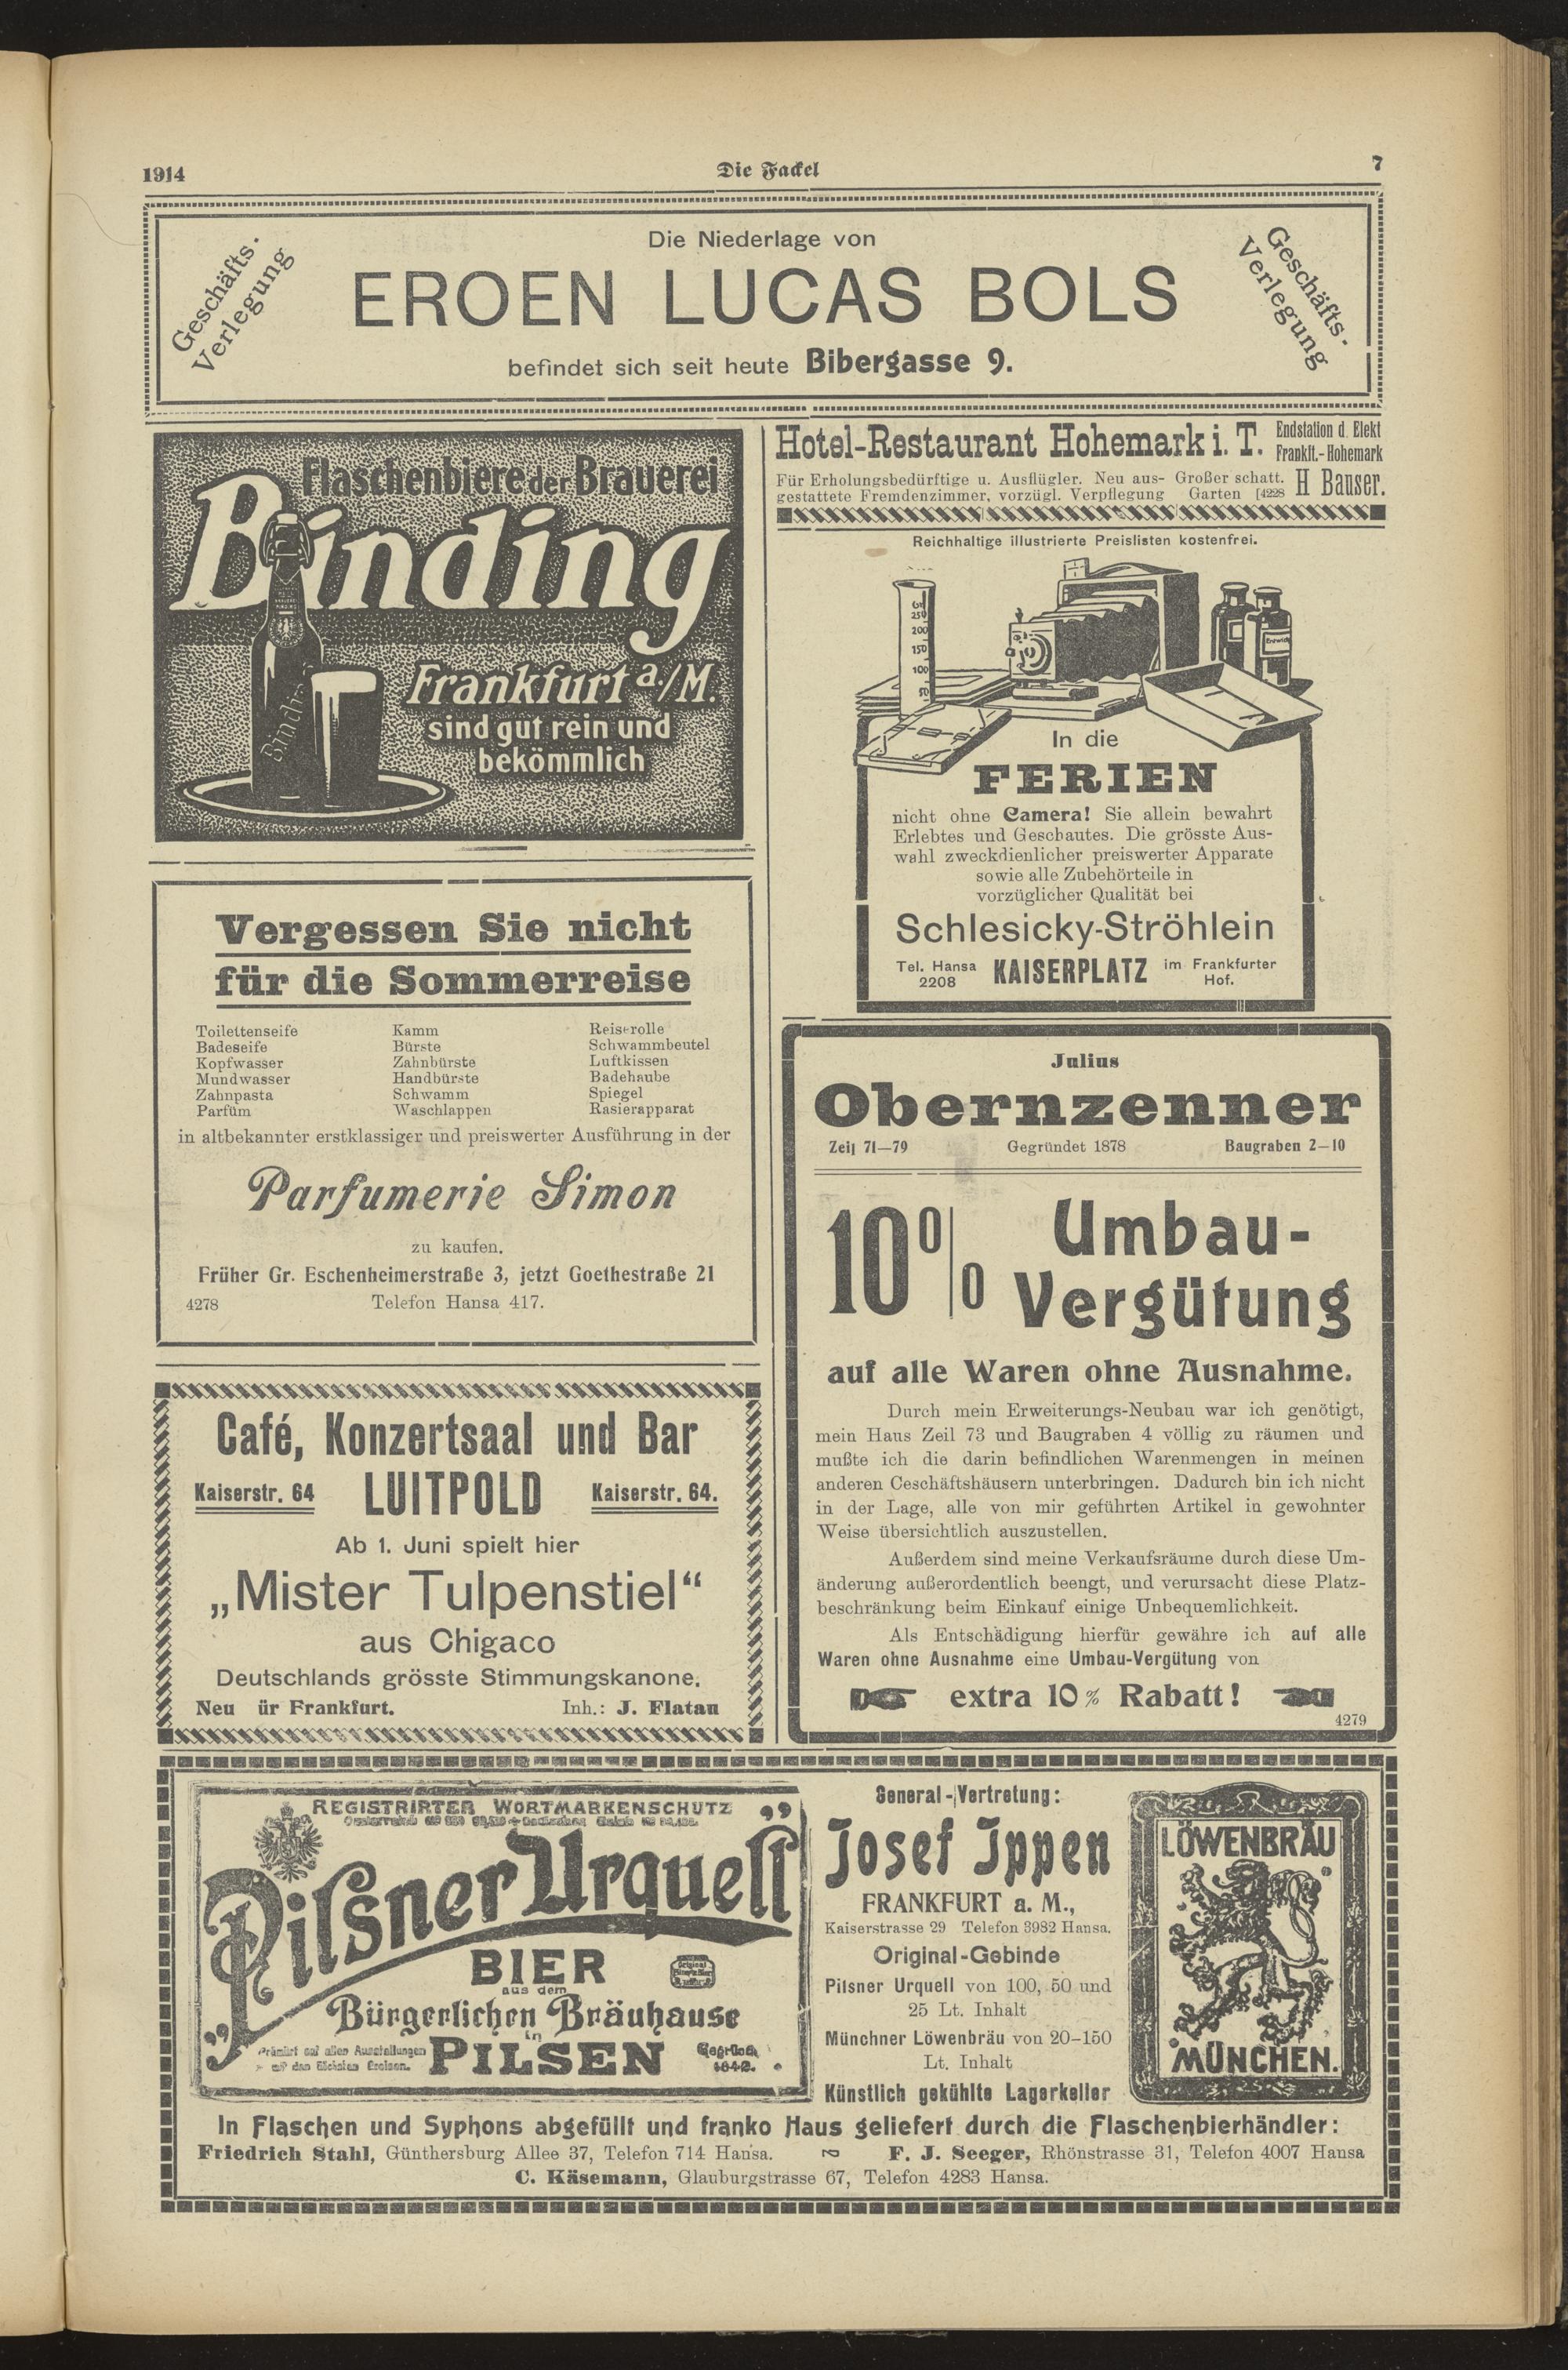 1914
Die Fackel
7
Geschäfts-
Verlegung
Die Niederlage von
EROEN LUCAS BOLS
befindet sich seit heute Bibergasse 9.
Geschäfts-
Verlegung
Flaschenbiere der Brauerei
Binding
Frankfurt a./M.
sind gut rein und
bekömmlich
Vergessen Sie nicht
für die Sommerreise
Toilettenseife Kamm Reiserolle
Badeseife Bürste Schwammbeutel
Kopfwasser Zahnbürste Luftkissen
Mundwasser Handbürste Badehaube
Zahnpasta Schwamm Spiegel
Parfüm Waschlappen Rasierapparat
in altbekannter erstklassiger und preiswerter Ausführung in der
Parfumerie Simon
zu kaufen.
Früher Gr. Eschenheimerstraße 3, jetzt Goethestraße 21
4278 Telefon Hansa 417.
Café, Konzertsaal und Bar
Kaiserstr. 64 LUITPOLD Kaiserstr. 64.
Ab 1. Juni spielt hier
„Mister Tulpenstiel“
aus Chigaco
Deutschlands grösste Stimmungskanone.
Neu ür Frankfurt. Inh.: J. Flatau
Hotel-Restaurant Hohemark i. T. Endstation d. Elekt
Frankft.-Hohemark
Für Erholungsbedürftige u. Ausflügler. Neu aus- Großer schatt.
gestattete Fremdenzimmer, vorzügl. Verpflegung Garten [4228 H Bauser.
Reichhaltige illustrierte Preislisten kostenfrei.
250
200
150
100
50
In die
FERIEN
nicht ohne Camera! Sie allein bewahrt
Erlebtes und Geschautes. Die grösste Aus-
wahl zweckdienlicher preiswerter Apparate
sowie alle Zubehörteile in
vorzüglicher Qualität bei
Schlesicky-Ströhlein
Tel. Hansa 2208 KAISERPLATZ im Frankfurter Hof.
Julius
Obernzenner
Zeil 71—79 Gegründet 1878 Baugraben 2—10
10% Umbau-
Vergütung
auf alle Waren ohne Ausnahme.
Durch mein Erweiterungs-Neubau war ich genötigt,
mein Haus Zeil 73 und Baugraben 4 völlig zu räumen und
mußte ich die darin befindlichen Warenmengen in meinen
anderen Ceschäftshäusern unterbringen. Dadurch bin ich nicht
in der Lage, alle von mir geführten Artikel in gewohnter
Weise übersichtlich auszustellen.
Außerdem sind meine Verkaufsräume durch diese Um-
änderung außerordentlich beengt, und verursacht diese Platz-
beschränkung beim Einkauf einige Unbequemlichkeit.
Als Entschädigung hierfür gewähre ich auf alle
Waren ohne Ausnahme eine Umbau-Vergütung von
extra 10% Rabatt!
4279
REGISTRIRTER WORTMARKENSCHUTZ
„Pilsner Urquell”
BIER
aus dem
Bürgerlichen Bräuhause
in
PILSEN
Prämiirt auf allen Ausstellungen
mit den höchsten Preisen.
Gegründ.
1842.
General-Vertretung:
Josef Ippen
FRANKFURT a. M.,
Kaiserstrasse 29 Telefon 3982 Hansa.
Original-Gebinde
Pilsner Urquell von 100, 50 und
25 Lt. Inhalt
Münchner Löwenbräu von 20–150
Lt. Inhalt
Künstlich gekühlte Lagerkeller
LÖWENBRÄU
MÜNCHEN.
In Flaschen und Syphons abgefüllt und franko Haus geliefert durch die Flaschenbierhändler:
Friedrich Stahl, Günthersburg Allee 37, Telefon 714 Hansa. F. J. Seeger, Rhönstrasse 31, Telefon 4007 Hansa
C. Käsemann, Glauburgstrasse 67, Telefon 4283 Hansa.